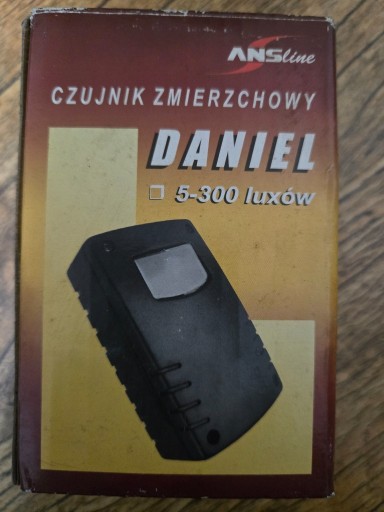 ANSline
CZUJNIK ZMIERZCHOWY
DANIEL
5-300 luxów